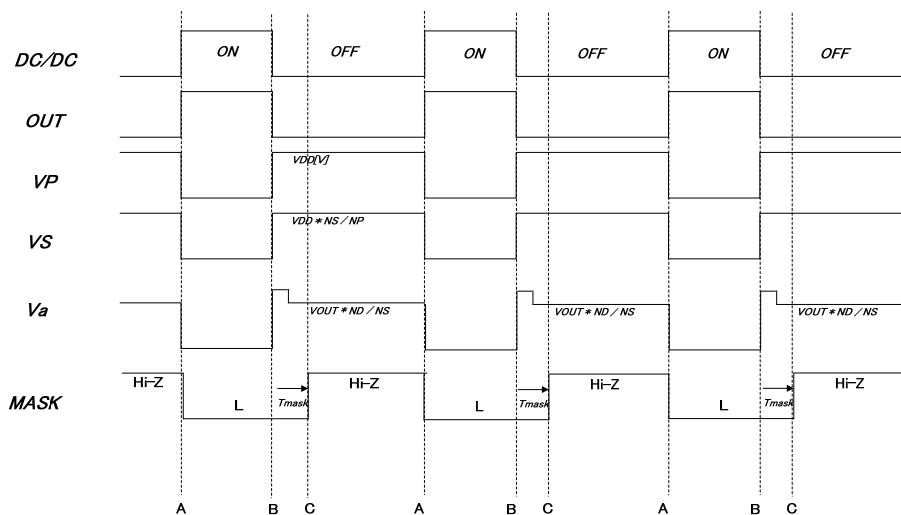 DC/DC ON OFF ON OFF ON OFF
OUT
VP VDD[V]
VS VDD*NS/NP
Va VOUT*ND/NS VOUT*ND/NS VOUT*ND/NS
Hi-Z Hi-Z Hi-Z Hi-Z
MASK L Tmask L Tmask L Tmask
A B C A B C A B C